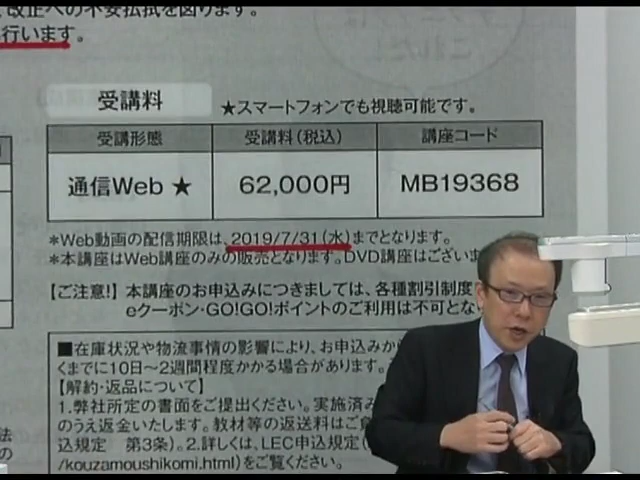 、改正への不安払拭を図ります。
行います。
受講料
★スマートフォンでも視聴可能です。
受講形態 受講料(税込) 講座コード
通信Web ★ 62,000円 MB19368
*Web動画の配信期限は、2019/7/31(水)までとなります。
*本講座はWeb講座のみの販売となります。DVD講座はございま
【ご注意!】 本講座のお申込みにつきましては、各種割引制度
eクーポン・GO!GO!ポイントのご利用は不可とな
■在庫状況や物流事情の影響により、お申込みか
くまでに10日〜2週間程度かかる場合があります。
【解約・返品について】
1.弊社所定の書面をご提出ください。実施済み
のうえ返金いたします。教材等の返送料はご負
込規定 第3条)。2.詳しくは、LEC申込規定(
/kouzamoushikomi.html)をご覧ください。
法
の